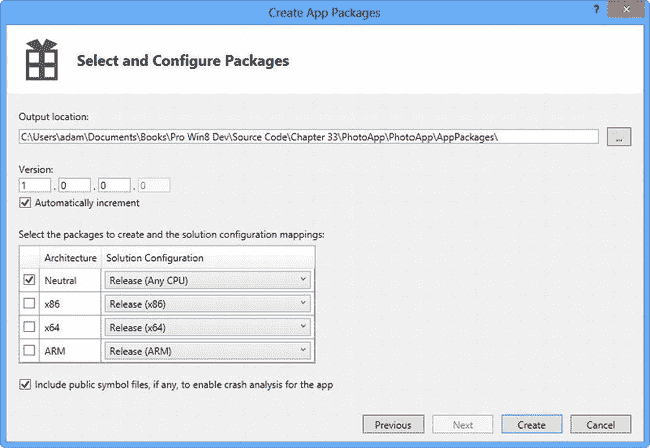 Create App Packages
?
Select and Configure Packages
Output location:
C:\Users\adam\Documents\Books\Pro Win8 Dev\Source Code\Chapter 33\PhotoApp\PhotoApp\AppPackages\
...
Version:
1 . 0 . 0 . 0
Automatically increment
Select the packages to create and the solution configuration mappings:
Architecture Solution Configuration
Neutral Release (Any CPU)
x86 Release (x86)
x64 Release (x64)
ARM Release (ARM)
Include public symbol files, if any, to enable crash analysis for the app
Previous Next Create Cancel